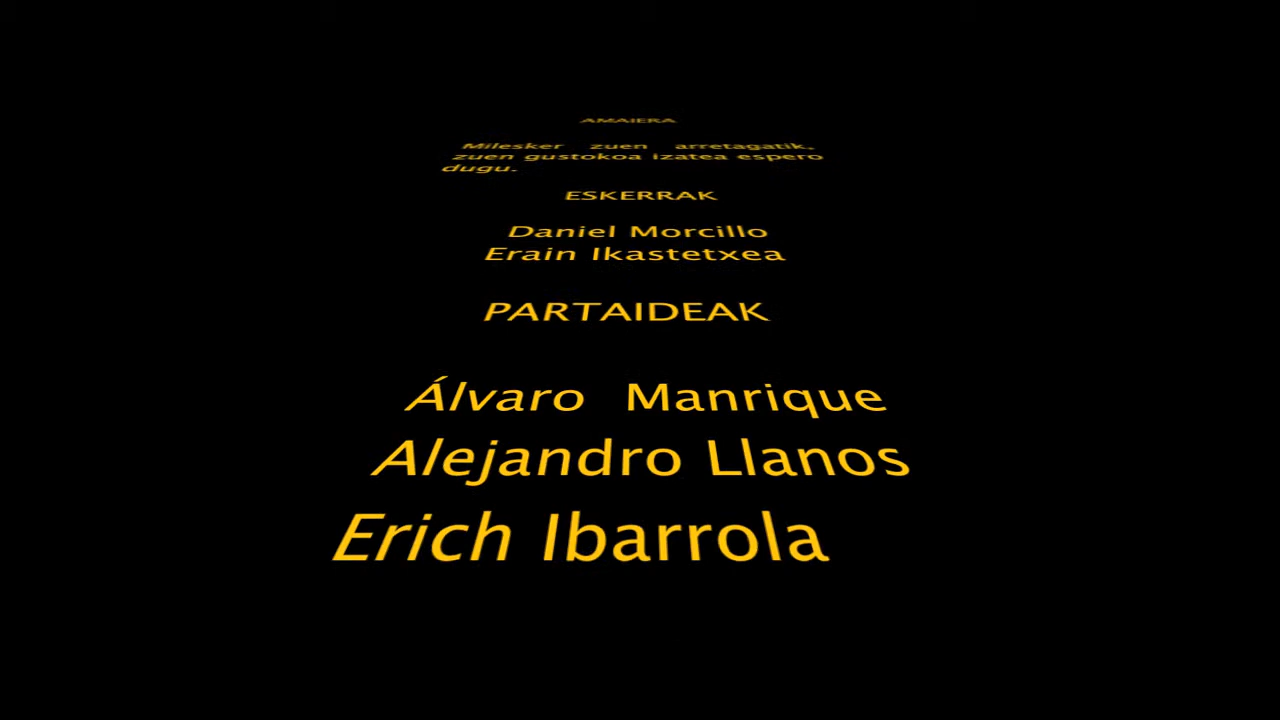 AMAIERA
Milesker zuen arretagatik,
zuen gustokoa izatea espero
dugu.
ESKERRAK
Daniel Morcillo
Erain Ikastetxea
PARTAIDEAK
Álvaro Manrique
Alejandro Llanos
Erich Ibarrola